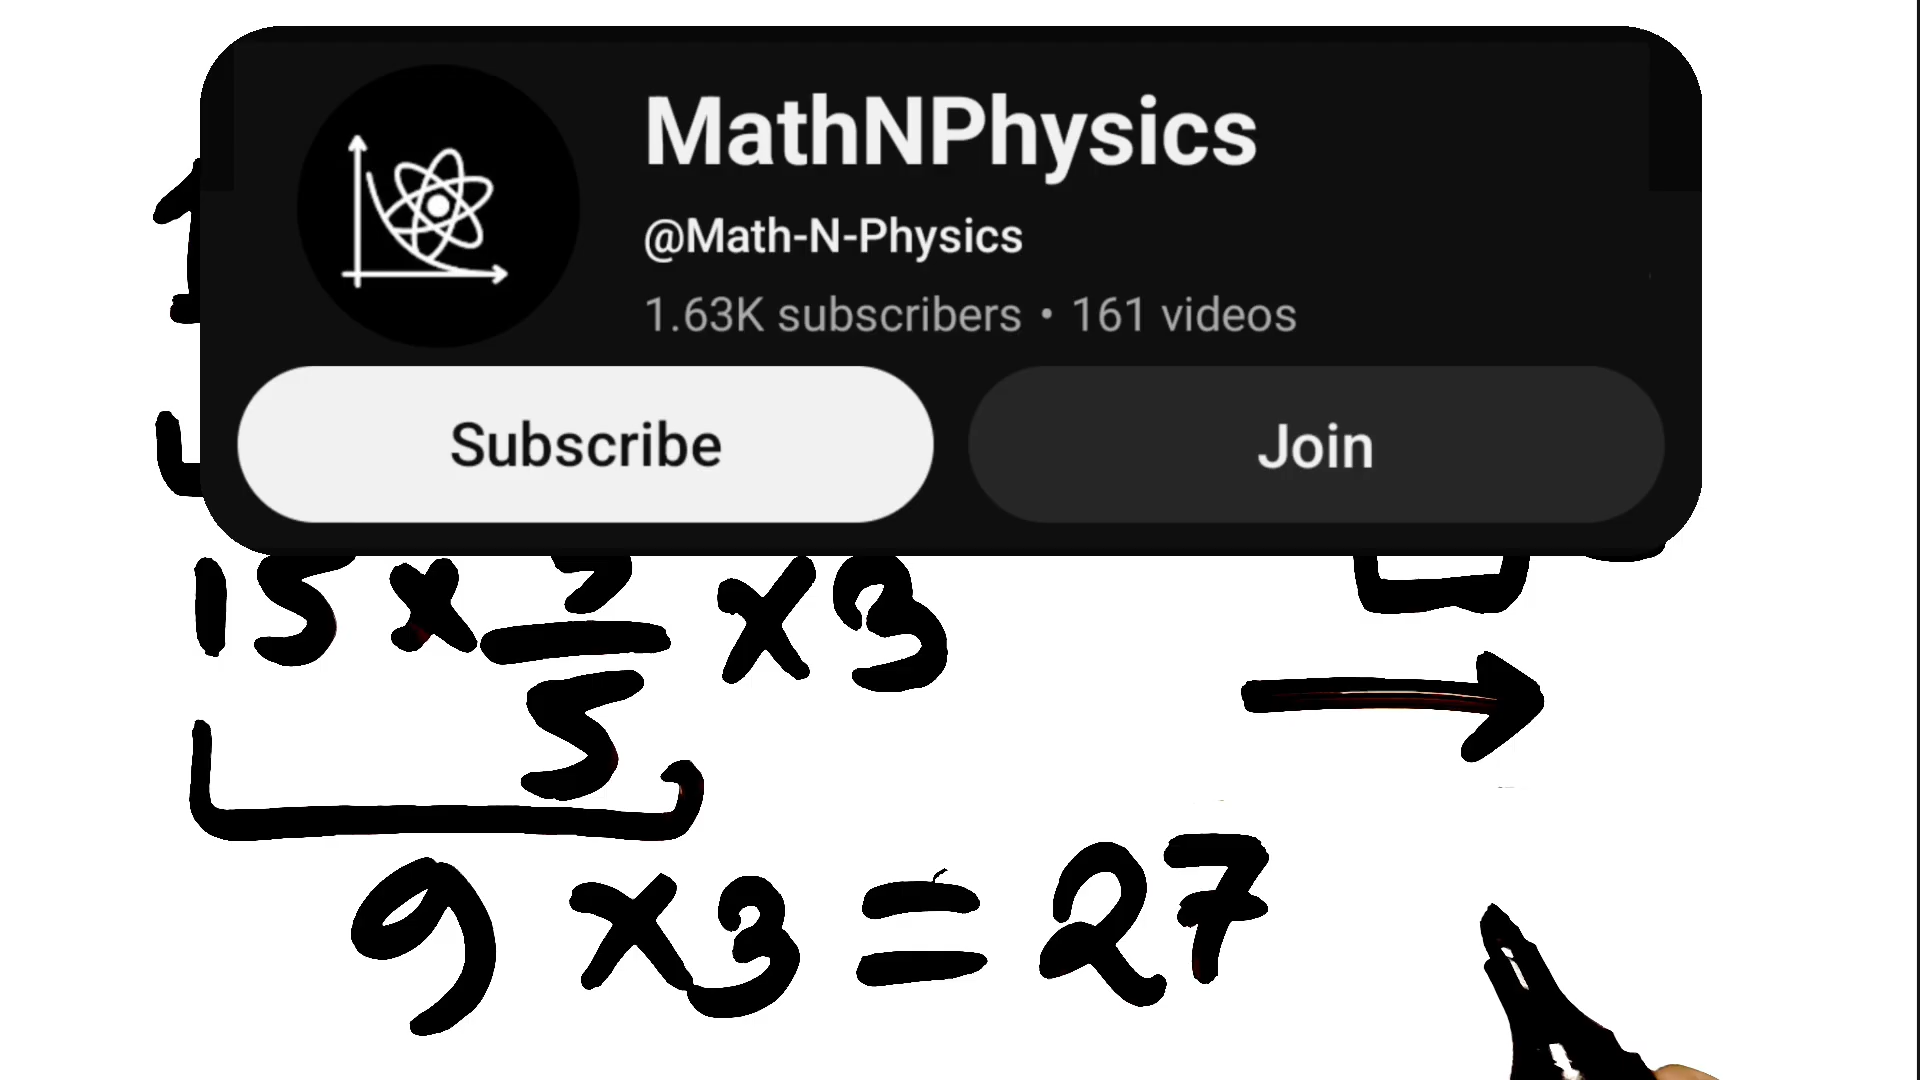 MathNPhysics
@Math-N-Physics
1.63K subscribers • 161 videos
Subscribe
Join
15 × 3/5 × 3
9 × 3 = 27